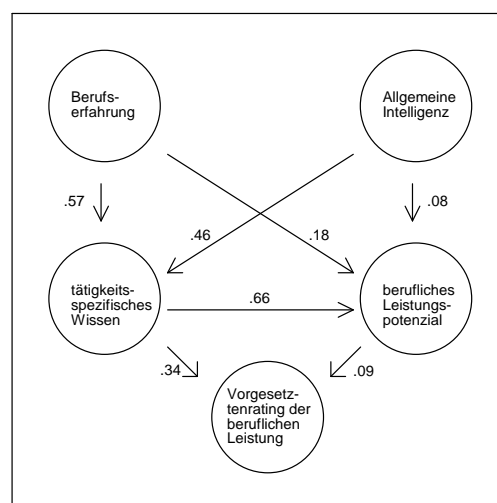 Berufs-
erfahrung
Allgemeine
Intelligenz
.57
.46
.18
.08
tätigkeits-
spezifisches
Wissen
.66
berufliches
Leistungs-
potenzial
.34
.09
Vorgesetz-
tenrating der
beruflichen
Leistung